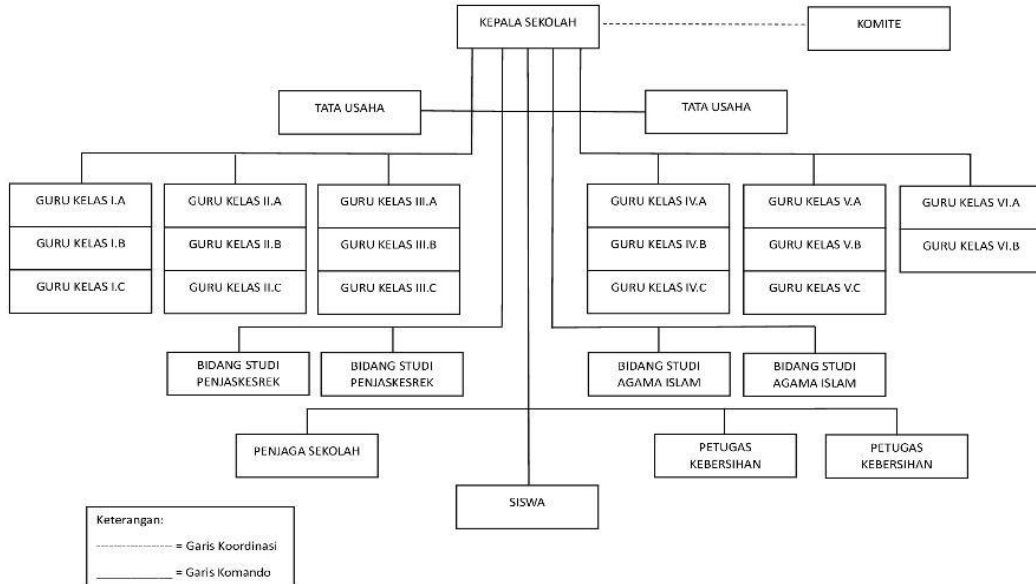 KEPALA SEKOLAH
KOMITE
TATA USAHA
TATA USAHA
GURU KELAS I.A
GURU KELAS II.A
GURU KELAS III.A
GURU KELAS IV.A
GURU KELAS V.A
GURU KELAS VI.A
GURU KELAS I.B
GURU KELAS II.B
GURU KELAS III.B
GURU KELAS IV.B
GURU KELAS V.B
GURU KELAS VI.B
GURU KELAS I.C
GURU KELAS II.C
GURU KELAS III.C
GURU KELAS IV.C
GURU KELAS V.C
BIDANG STUDI
PENJASKESREK
BIDANG STUDI
PENJASKESREK
BIDANG STUDI
AGAMA ISLAM
BIDANG STUDI
AGAMA ISLAM
PENJAGA SEKOLAH
PETUGAS
KEBERSIHAN
PETUGAS
KEBERSIHAN
SISWA
Keterangan:
-------------------- = Garis Koordinasi
____________ = Garis Komando